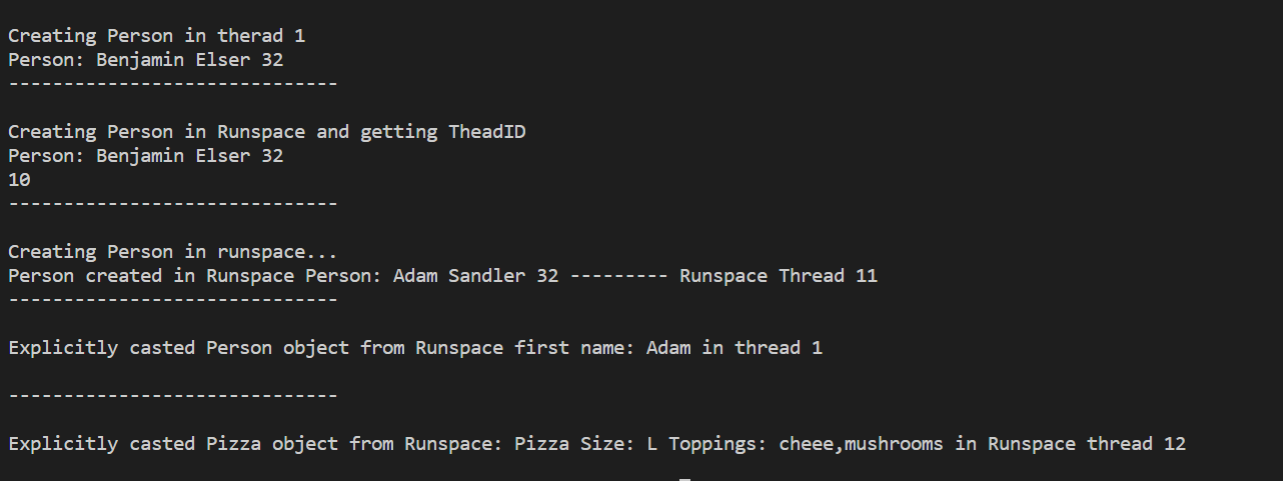 Creating Person in therad 1
Person: Benjamin Elser 32
------------------------------
Creating Person in Runspace and getting TheadID
Person: Benjamin Elser 32
10
------------------------------
Creating Person in runspace...
Person created in Runspace Person: Adam Sandler 32 --------- Runspace Thread 11
------------------------------
Explicitly casted Person object from Runspace first name: Adam in thread 1
------------------------------
Explicitly casted Pizza object from Runspace: Pizza Size: L Toppings: cheee,mushrooms in Runspace thread 12